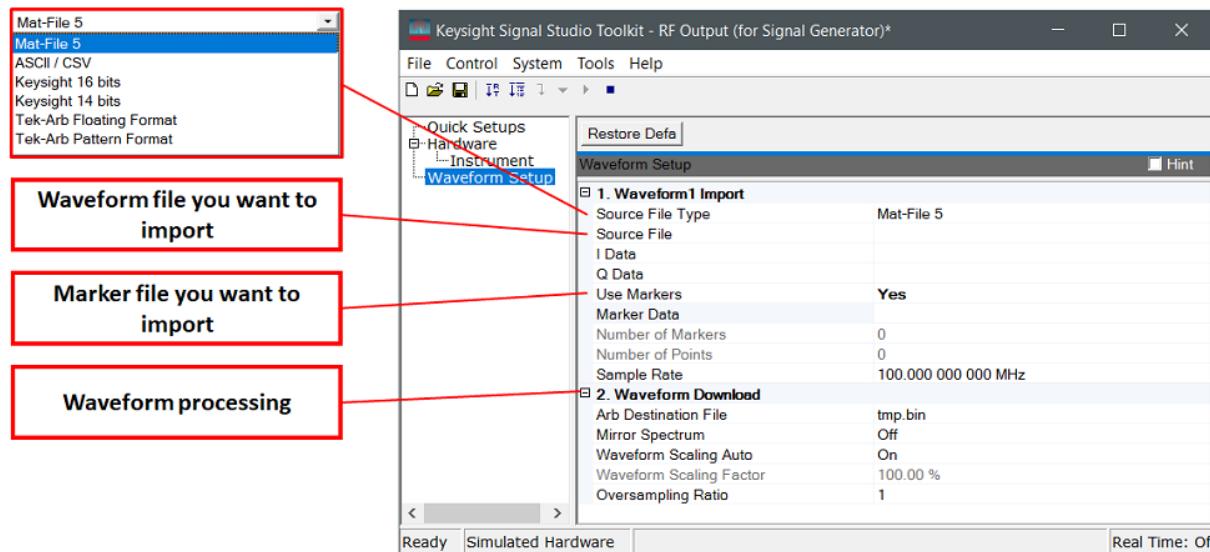 Mat-File 5
Mat-File 5
ASCII / CSV
Keysight 16 bits
Keysight 14 bits
Tek-Arb Floating Format
Tek-Arb Pattern Format
Waveform file you want to
import
Marker file you want to
import
Waveform processing
Keysight Signal Studio Toolkit - RF Output (for Signal Generator)*
File Control System Tools Help
Quick Setups
Hardware
Instrument
Waveform Setup
Restore Defa
Waveform Setup Hint
1. Waveform1 Import
Source File Type Mat-File 5
Source File
I Data
Q Data
Use Markers Yes
Marker Data
Number of Markers 0
Number of Points 0
Sample Rate 100.000 000 000 MHz
2. Waveform Download
Arb Destination File tmp.bin
Mirror Spectrum Off
Waveform Scaling Auto On
Waveform Scaling Factor 100.00 %
Oversampling Ratio 1
Ready Simulated Hardware Real Time: Of